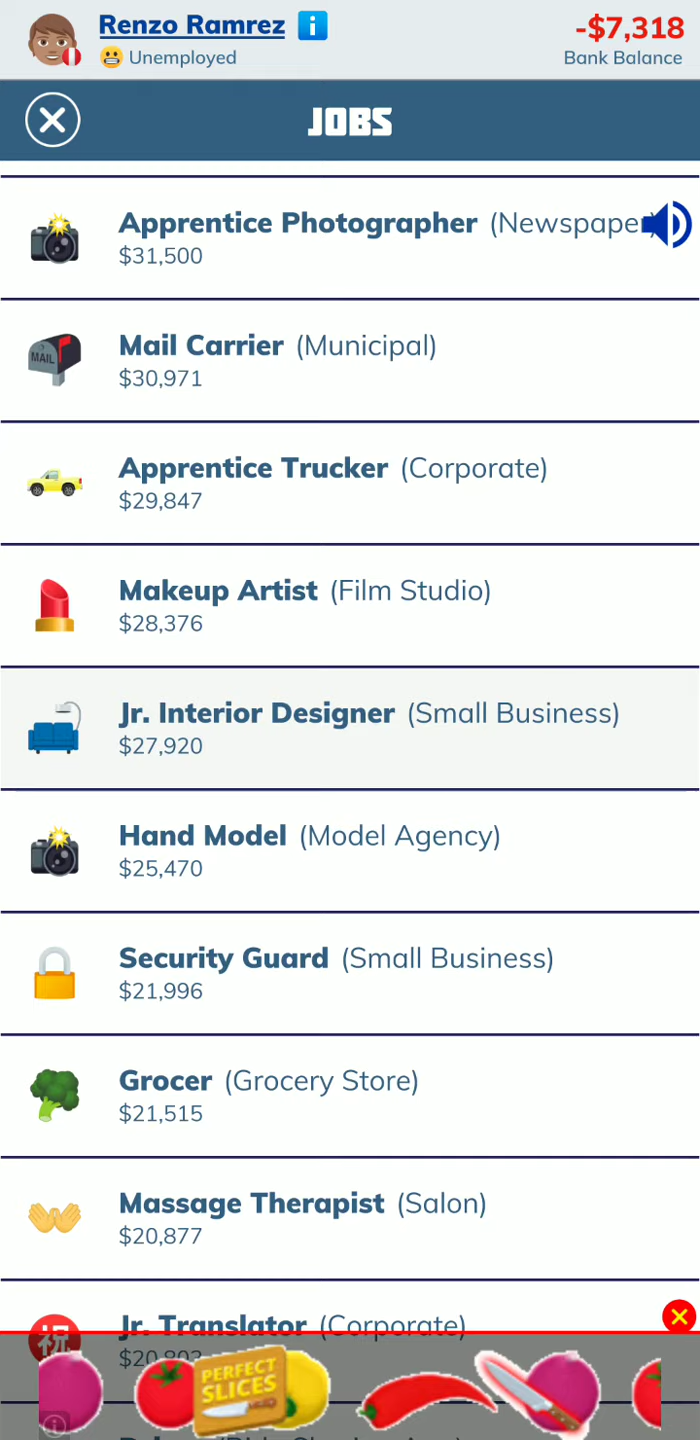 Renzo Ramrez
Unemployed
-$7,318
Bank Balance
JOBS
Apprentice Photographer (Newspaper)
$31,500
MAIL
Mail Carrier (Municipal)
$30,971
Apprentice Trucker (Corporate)
$29,847
Makeup Artist (Film Studio)
$28,376
Jr. Interior Designer (Small Business)
$27,920
Hand Model (Model Agency)
$25,470
Security Guard (Small Business)
$21,996
Grocer (Grocery Store)
$21,515
Massage Therapist (Salon)
$20,877
祝
Jr. Translator (Corporate)
$20,803
PERFECT
SLICES